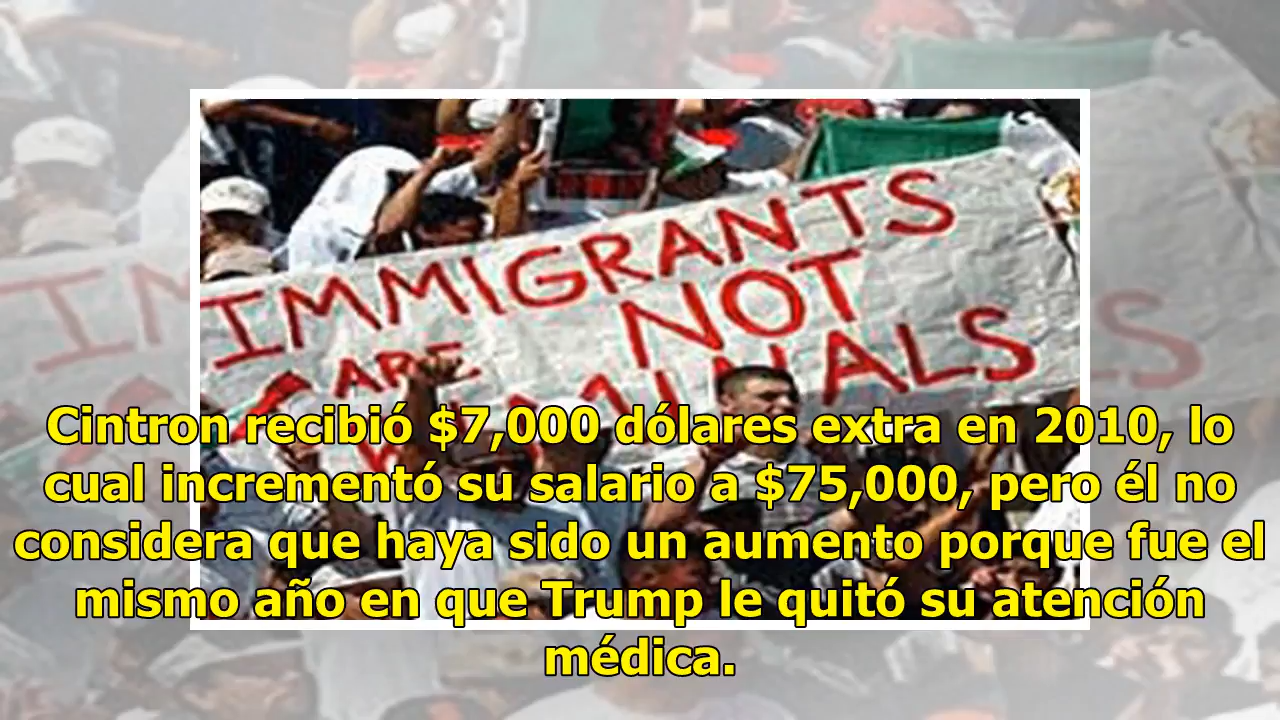 IMMIGRANTS
ARE NOT
Cintron recibió $7,000 dólares extra en 2010, lo
cual incrementó su salario a $75,000, pero él no
considera que haya sido un aumento porque fue el
mismo año en que Trump le quitó su atención
médica.